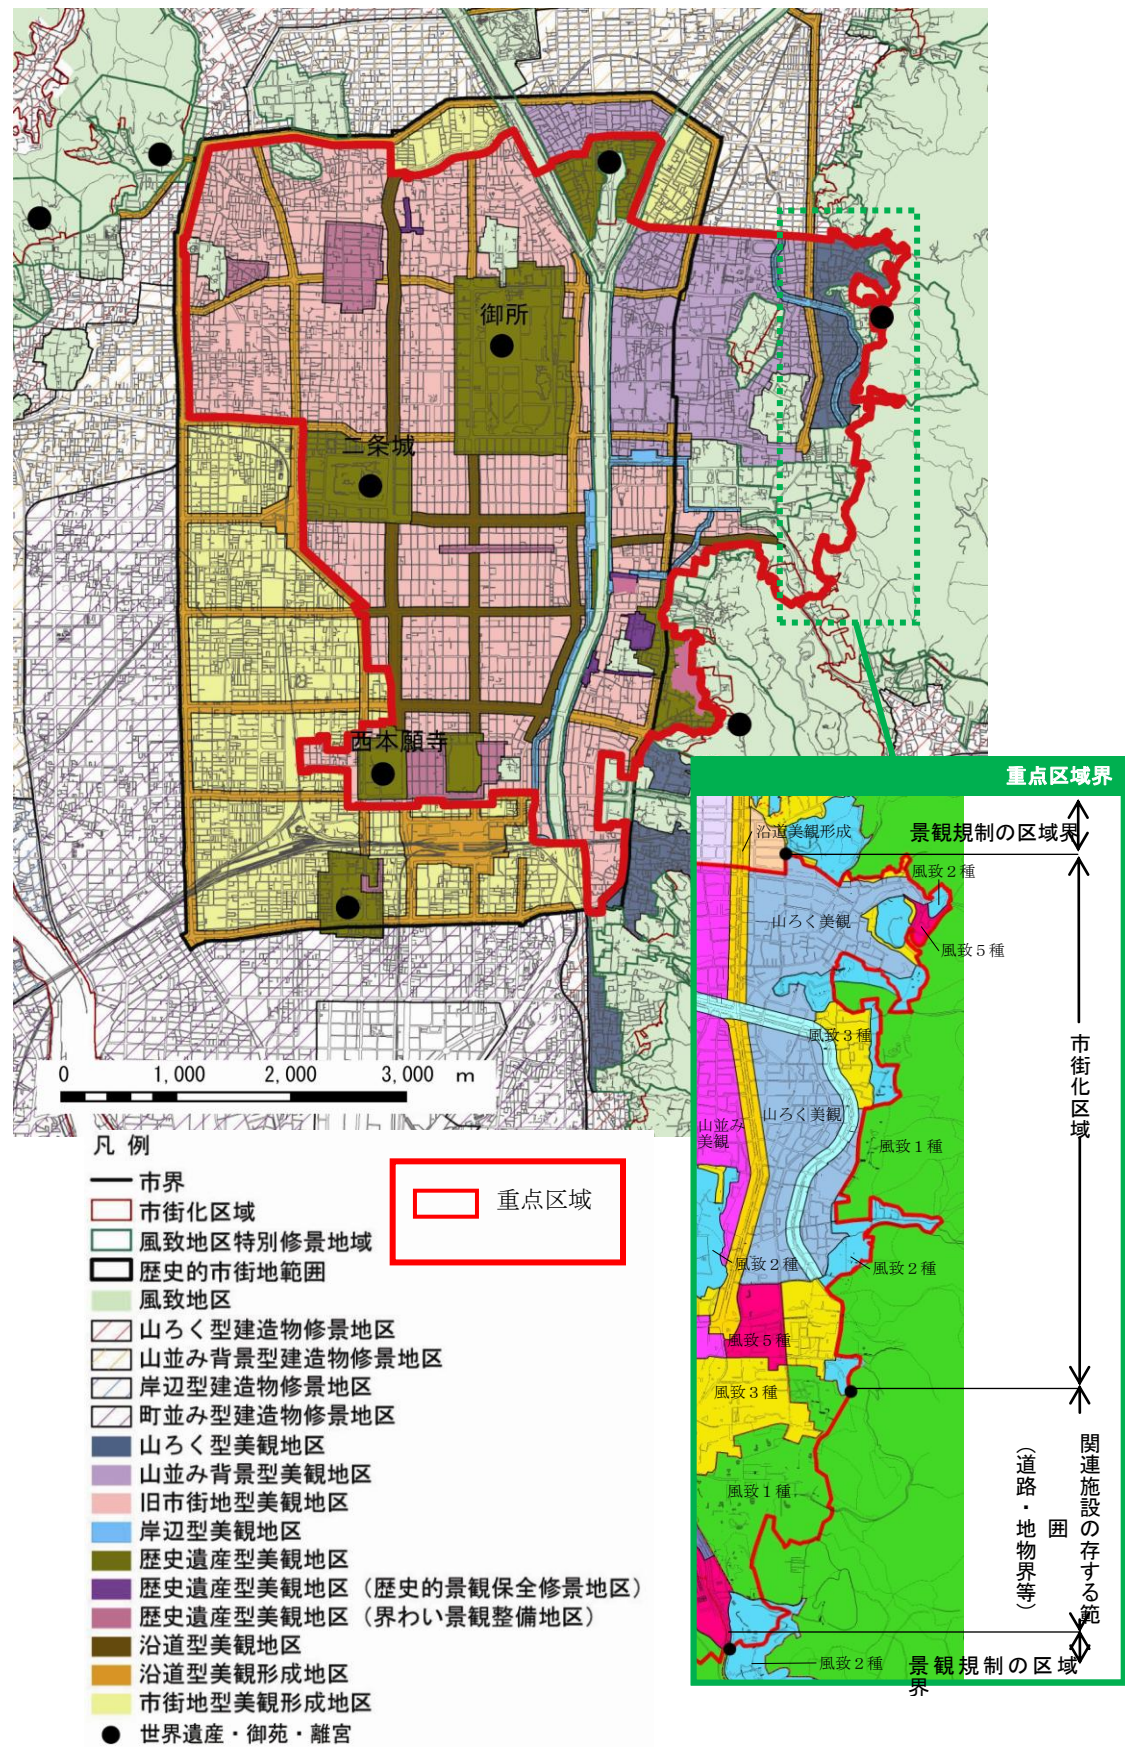 御所
二条城
西本願寺
0 1,000 2,000 3,000 m
凡 例
市界
市街化区域
風致地区特別修景地域
歴史的市街地範囲
風致地区
山ろく型建造物修景地区
山並み背景型建造物修景地区
岸辺型建造物修景地区
町並み型建造物修景地区
山ろく型美観地区
山並み背景型美観地区
旧市街地型美観地区
岸辺型美観地区
歴史遺産型美観地区
歴史遺産型美観地区（歴史的景観保全修景地区）
歴史遺産型美観地区（界わい景観整備地区）
沿道型美観地区
沿道型美観形成地区
市街地型美観形成地区
世界遺産・御苑・離宮
重点区域
重点区域界
沿道美観形成
景観規制の区域界
風致２種
山ろく美観
風致５種
風致３種
市街化区域
山ろく美観
山並み
美観
風致１種
風致２種
風致２種
風致５種
風致３種
関連施設の存する範
囲
（道路・地物界等）
風致１種
風致２種
景観規制の区域
界